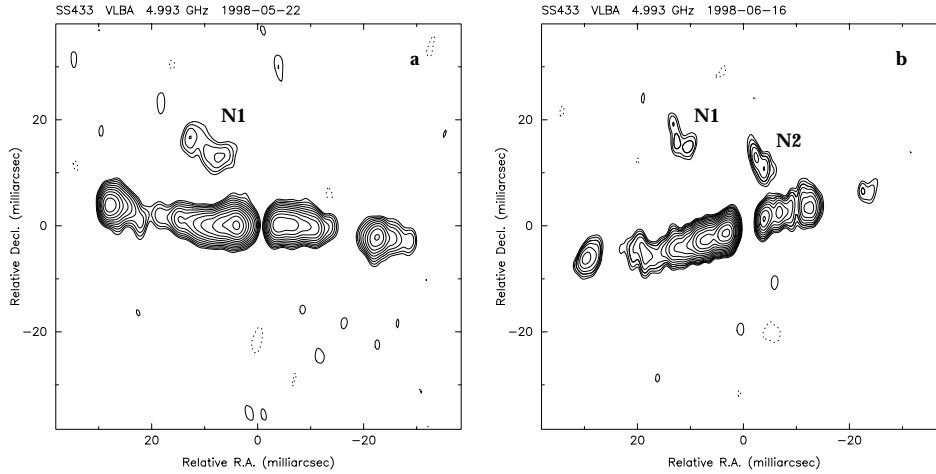 SS433 VLBA 4.993 GHz 1998-05-22
a
N1
20
0
−20
Relative Decl. (milliarcsec)
20
0
−20
Relative R.A. (milliarcsec)
SS433 VLBA 4.993 GHz 1998-06-16
b
N1
N2
20
0
−20
Relative Decl. (milliarcsec)
20
0
−20
Relative R.A. (milliarcsec)